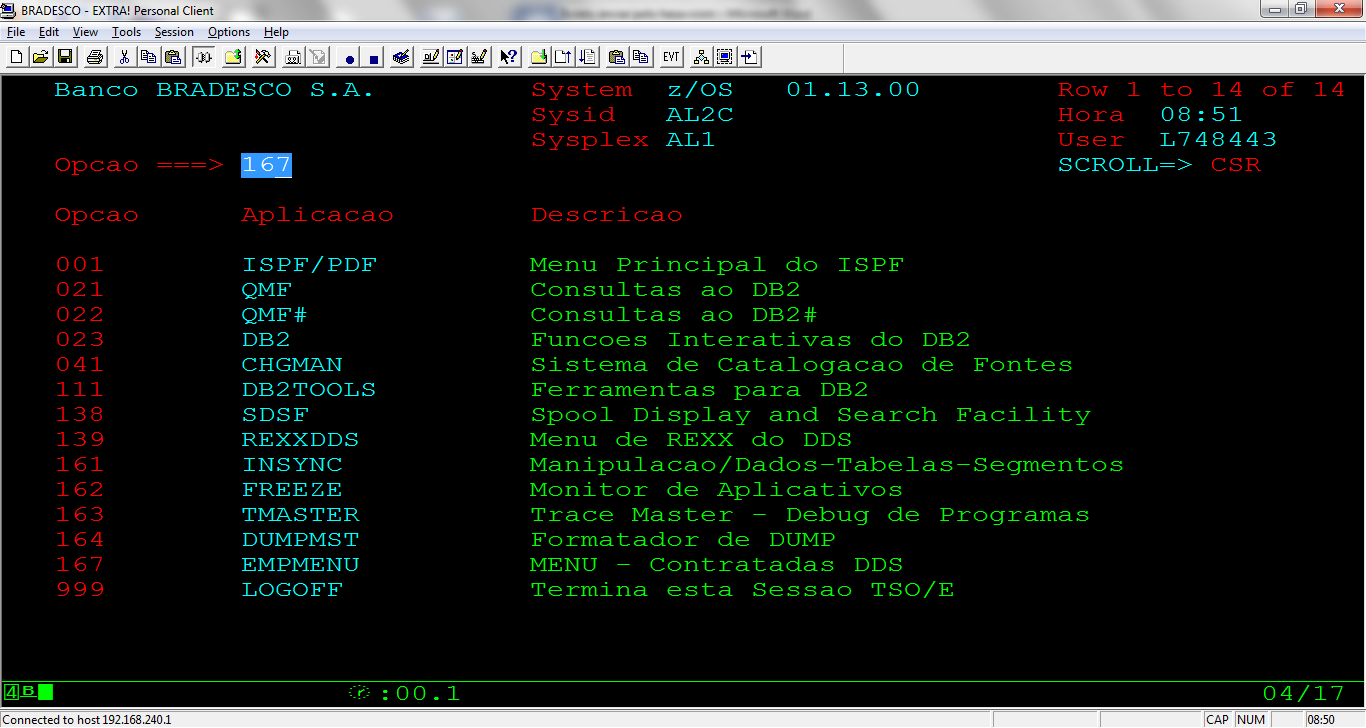 BRADESCO - EXTRA! Personal Client
File Edit View Tools Session Options Help
EVT
Banco BRADESCO S.A. System z/OS 01.13.00 Row 1 to 14 of 14
Sysid AL2C Hora 08:51
Sysplex AL1 User L748443
Opcao ===> 167 SCROLL=> CSR
Opcao Aplicacao Descricao
001 ISPF/PDF Menu Principal do ISPF
021 QMF Consultas ao DB2
022 QMF# Consultas ao DB2#
023 DB2 Funcoes Interativas do DB2
041 CHGMAN Sistema de Catalogacao de Fontes
111 DB2TOOLS Ferramentas para DB2
138 SDSF Spool Display and Search Facility
139 REXXDDS Menu de REXX do DDS
161 INSYNC Manipulacao/Dados-Tabelas-Segmentos
162 FREEZE Monitor de Aplicativos
163 TMASTER Trace Master - Debug de Programas
164 DUMPMST Formatador de DUMP
167 EMPMENU MENU - Contratadas DDS
999 LOGOFF Termina esta Sessao TSO/E
4B :00.1 04/17
Connected to host 192.168.240.1 CAP NUM 08:50